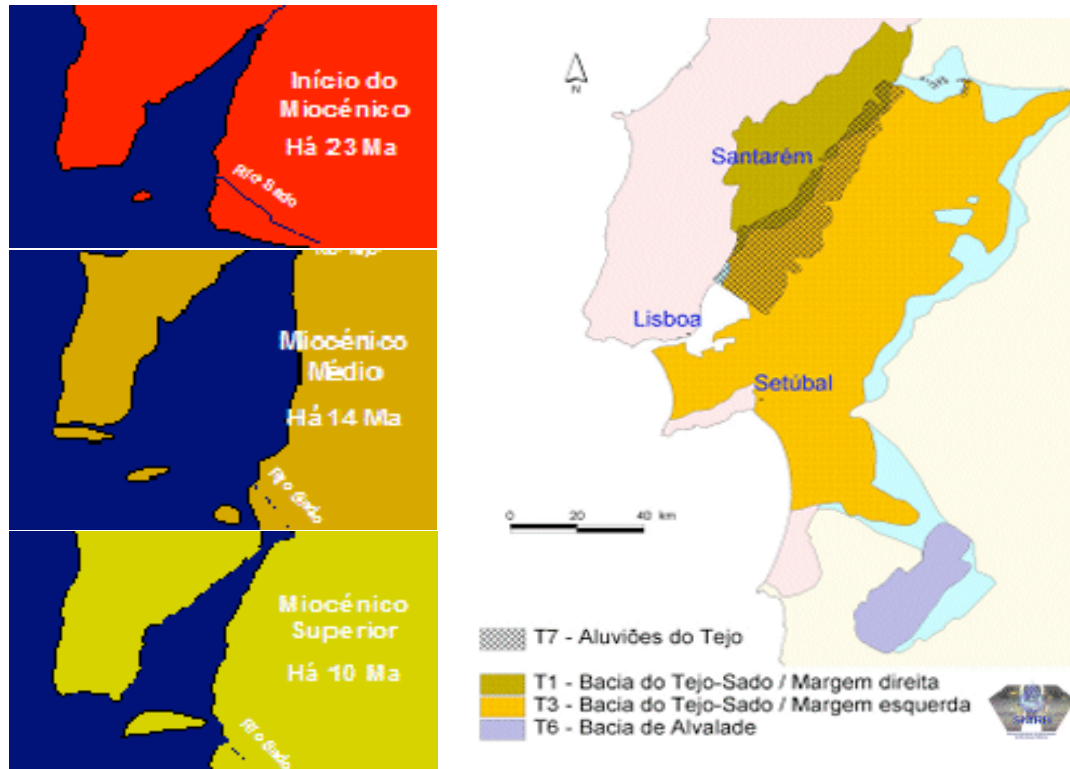 Início do
Miocénico
Há 23 Ma
Rio Sado
Miocénico
Médio
Há 14 Ma
Rio Sado
Miocénico
Superior
Há 10 Ma
Rio Sado
N
Santarém
Lisboa
Setúbal
0 20 40 km
T7 - Aluviões do Tejo
T1 - Bacia do Tejo-Sado / Margem direita
T3 - Bacia do Tejo-Sado / Margem esquerda
T6 - Bacia de Alvalade